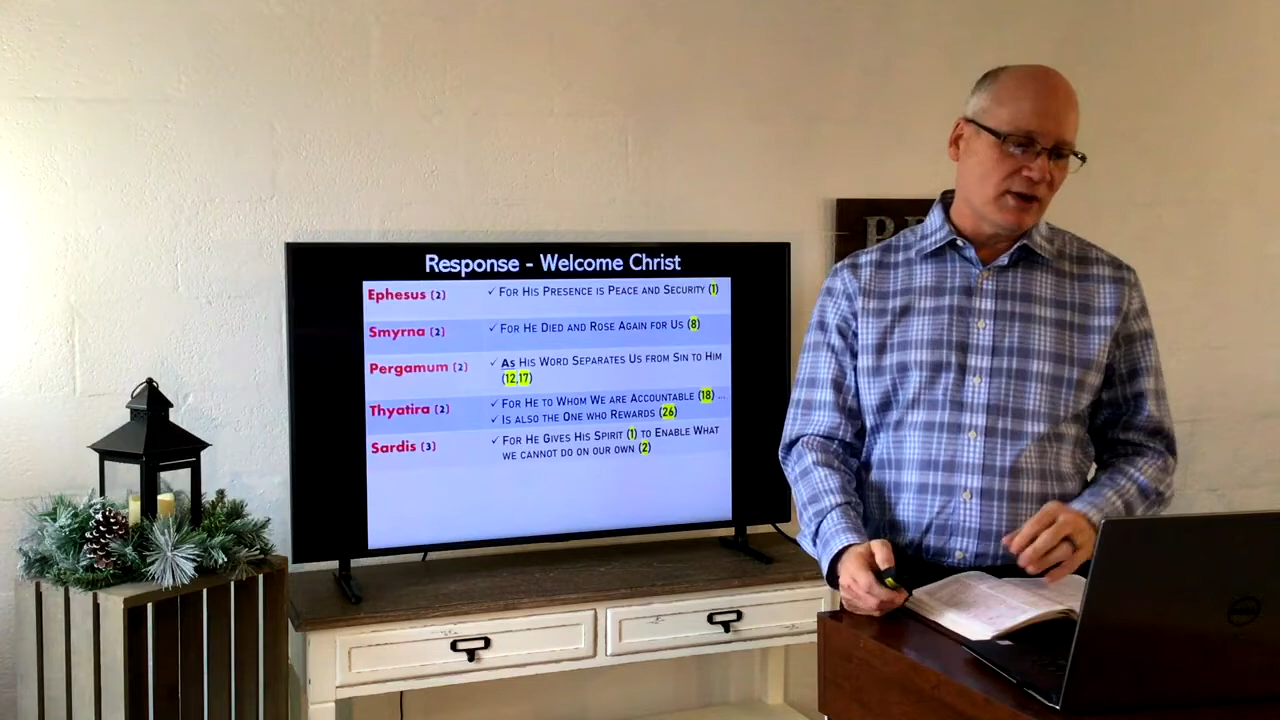 Response - Welcome Christ
Ephesus (2)
✓ For His Presence is Peace and Security (1)
Smyrna (2)
✓ For He Died and Rose Again for Us (8)
Pergamum (2)
✓ As His Word Separates Us from Sin to Him
(12,17)
Thyatira (2)
✓ For He to Whom We are Accountable (18) ...
✓ Is also the One who Rewards (26)
Sardis (3)
✓ For He Gives His Spirit (1) to Enable What
we cannot do on our own (2)
DELL